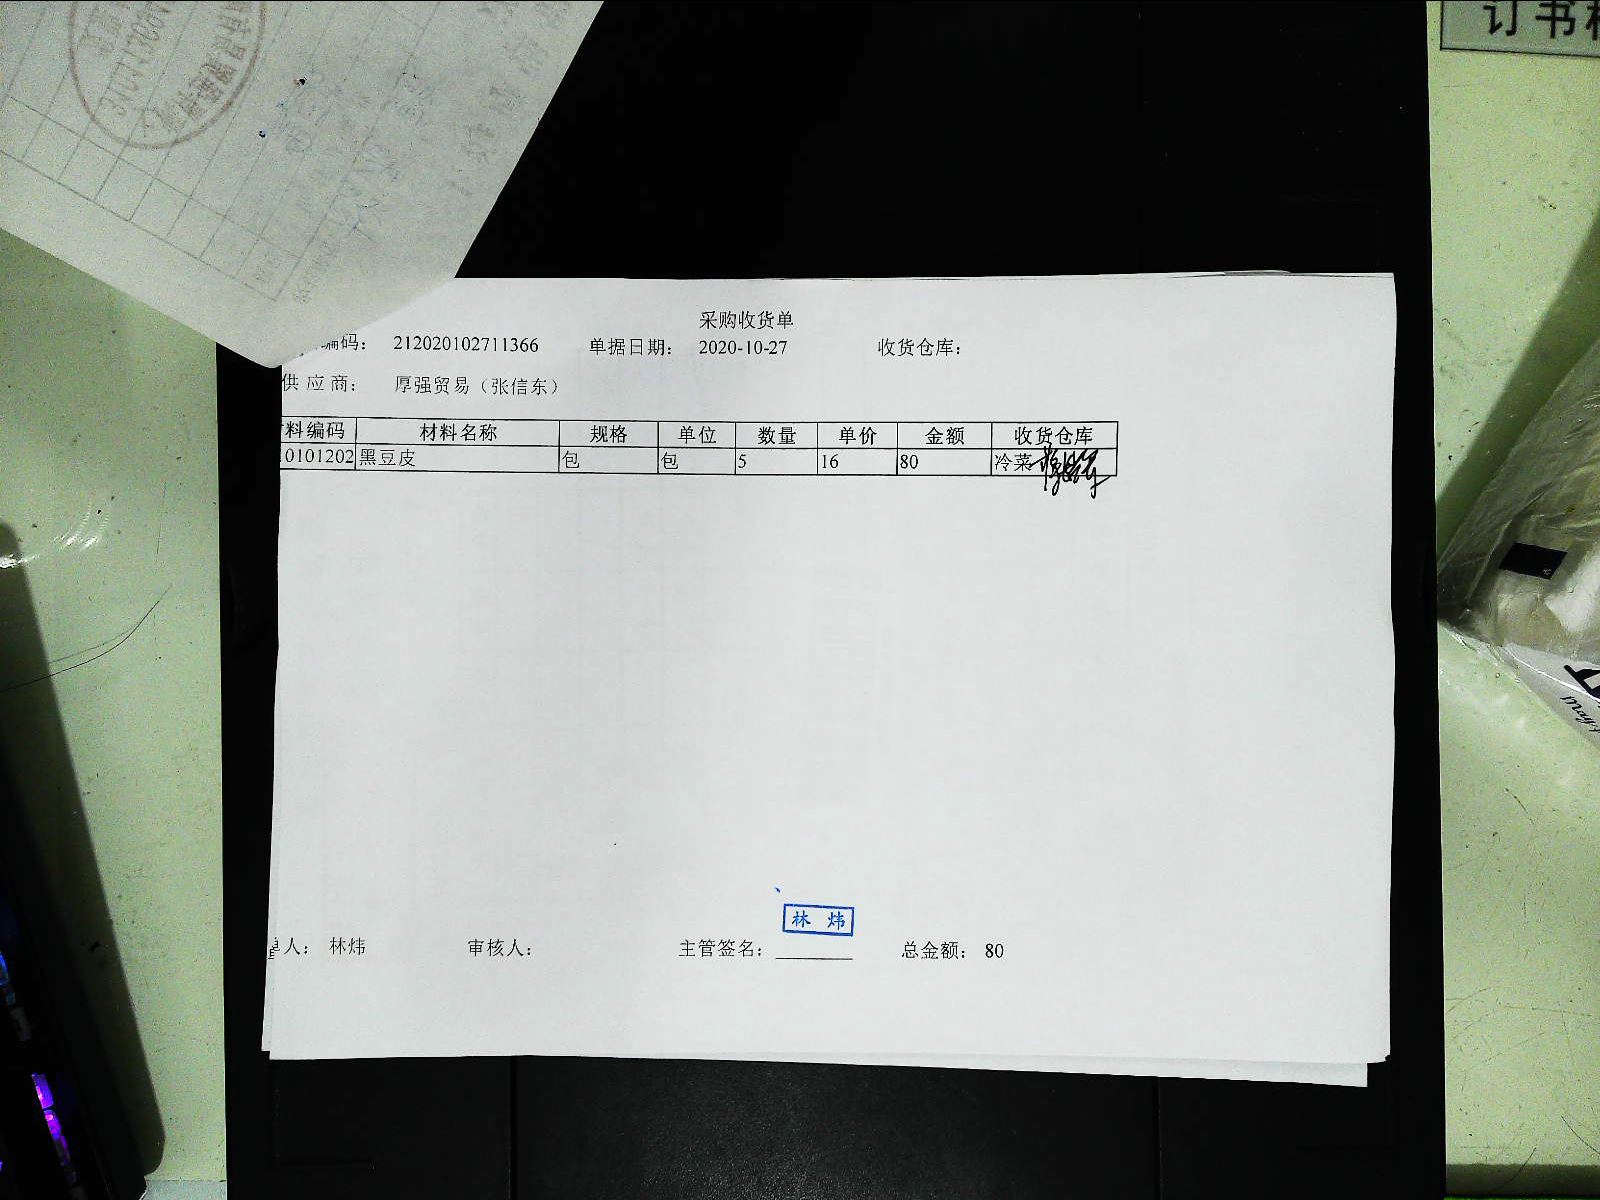 订书
采购收货单
编码: 212020102711366 单据日期: 2020-10-27 收货仓库:
供应商: 厚强贸易（张信东）
料编码 材料名称 规格 单位 数量 单价 金额 收货仓库
0101202 黑豆皮 包 包 5 16 80 冷菜
林炜
人: 林炜 审核人: 主管签名: 总金额: 80